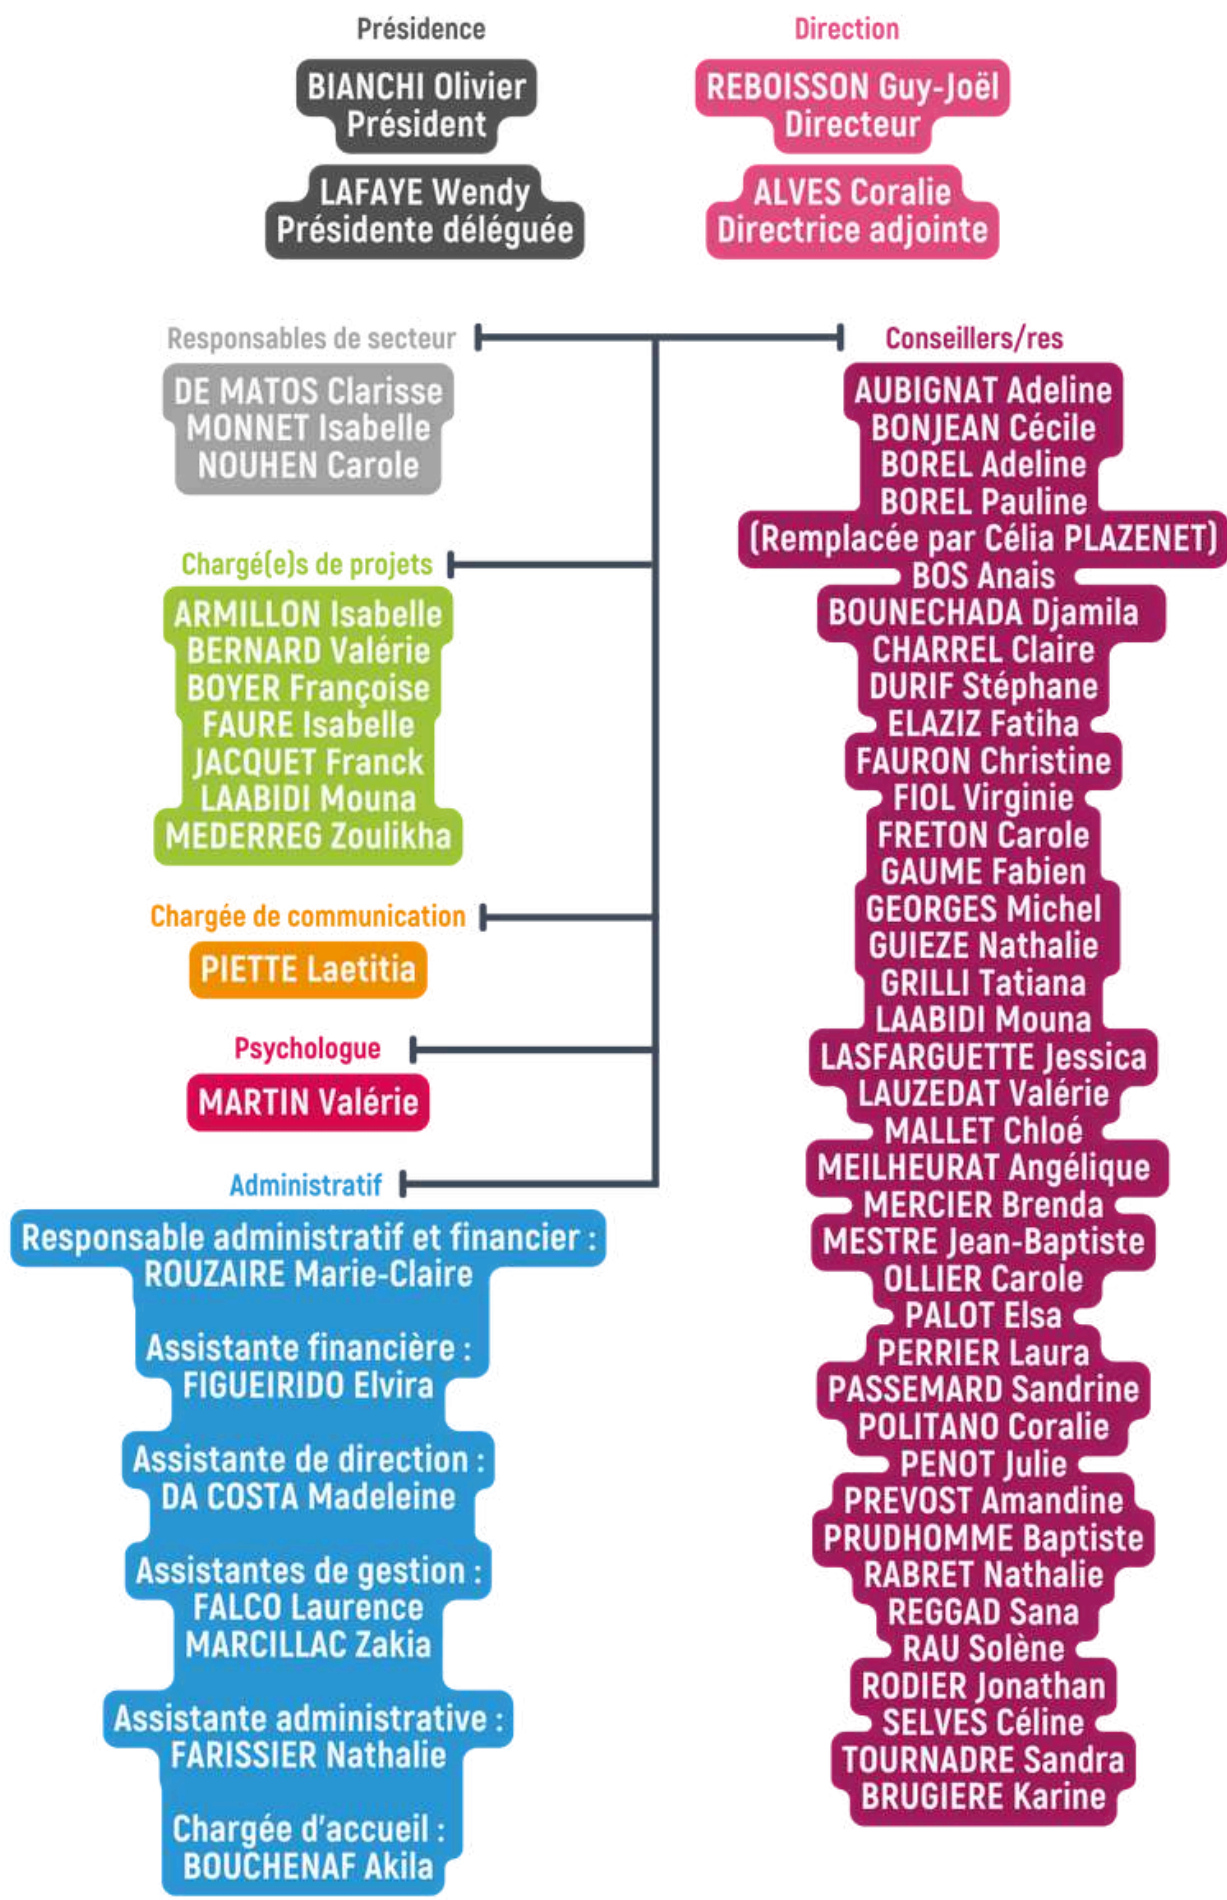 Présidence
BIANCHI Olivier
Président
LAFAYE Wendy
Présidente déléguée
Direction
REBOISSON Guy-Joël
Directeur
ALVES Coralie
Directrice adjointe
Responsables de secteur
DE MATOS Clarisse
MONNET Isabelle
NOUHEN Carole
Chargé(e)s de projets
ARMILLON Isabelle
BERNARD Valérie
BOYER Françoise
FAURE Isabelle
JACQUET Franck
LAABIDI Mouna
MEDERREG Zoulikha
Chargée de communication
PIETTE Laetitia
Psychologue
MARTIN Valérie
Administratif
Responsable administratif et financier :
ROUZAIRE Marie-Claire
Assistante financière :
FIGUEIRIDO Elvira
Assistante de direction :
DA COSTA Madeleine
Assistantes de gestion :
FALCO Laurence
MARCILLAC Zakia
Assistante administrative :
FARISSIER Nathalie
Chargée d'accueil :
BOUCHENAF Akila
Conseillers/res
AUBIGNAT Adeline
BONJEAN Cécile
BOREL Adeline
BOREL Pauline
(Remplacée par Célia PLAZENET)
BOS Anais
BOUNECHADA Djamila
CHARREL Claire
DURIF Stéphane
ELAZIZ Fatiha
FAURON Christine
FIOL Virginie
FRETON Carole
GAUME Fabien
GEORGES Michel
GUIEZE Nathalie
GRILLI Tatiana
LAABIDI Mouna
LASFARGUETTE Jessica
LAUZEDAT Valérie
MALLET Chloé
MEILHEURAT Angélique
MERCIER Brenda
MESTRE Jean-Baptiste
OLLIER Carole
PALOT Elsa
PERRIER Laura
PASSEMARD Sandrine
POLITANO Coralie
PENOT Julie
PREVOST Amandine
PRUDHOMME Baptiste
RABRET Nathalie
REGGAD Sana
RAU Solène
RODIER Jonathan
SELVES Céline
TOURNADRE Sandra
BRUGIERE Karine